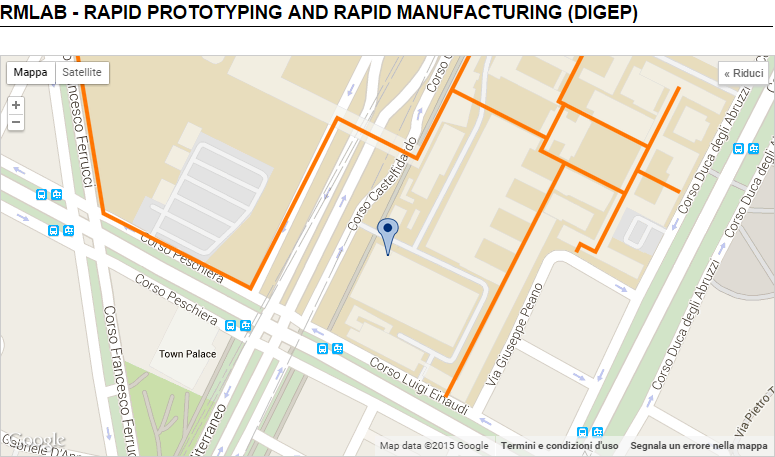 RMLAB - RAPID PROTOTYPING AND RAPID MANUFACTURING (DIGEP)
Mappa
Satellite
« Riduci
+
−
Francesco Ferrucci
Corso
Corso Castelfidardo
Corso Duca degli Abruzzi
Corso Duca degli Abruzzi
Corso Peschiera
Corso Peschiera
Corso Francesco Ferrucci
Town Palace
Corso Luigi Einaudi
Via Giuseppe Peano
Corso Duca degli Abruzzi
Via Pietro T
iterraneo
Gabriele D'An
Google
Map data ©2015 Google
Termini e condizioni d'uso
Segnala un errore nella mappa